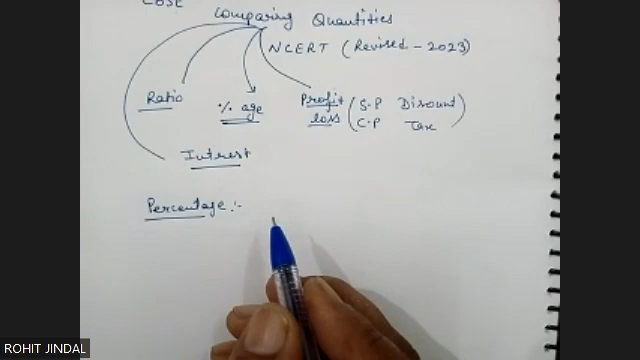 CBSE
Comparing Quantities
NCERT (Revised - 2023)
Ratio
% age
Profit
loss
(S.P Discount)
C.P Tax
Interest
Percentage :-
ROHIT JINDAL